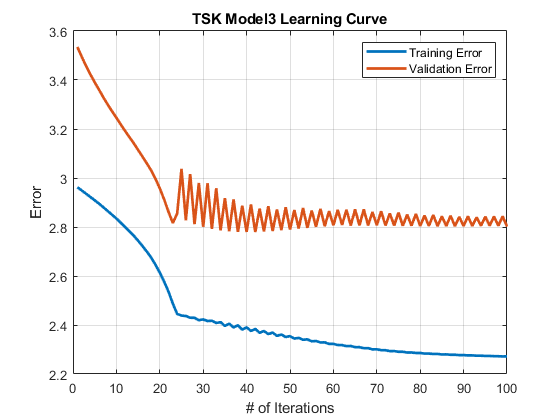 TSK Model3 Learning Curve
Training Error
Validation Error
3.6
3.4
3.2
3
2.8
2.6
2.4
2.2
Error
0 10 20 30 40 50 60 70 80 90 100
# of Iterations